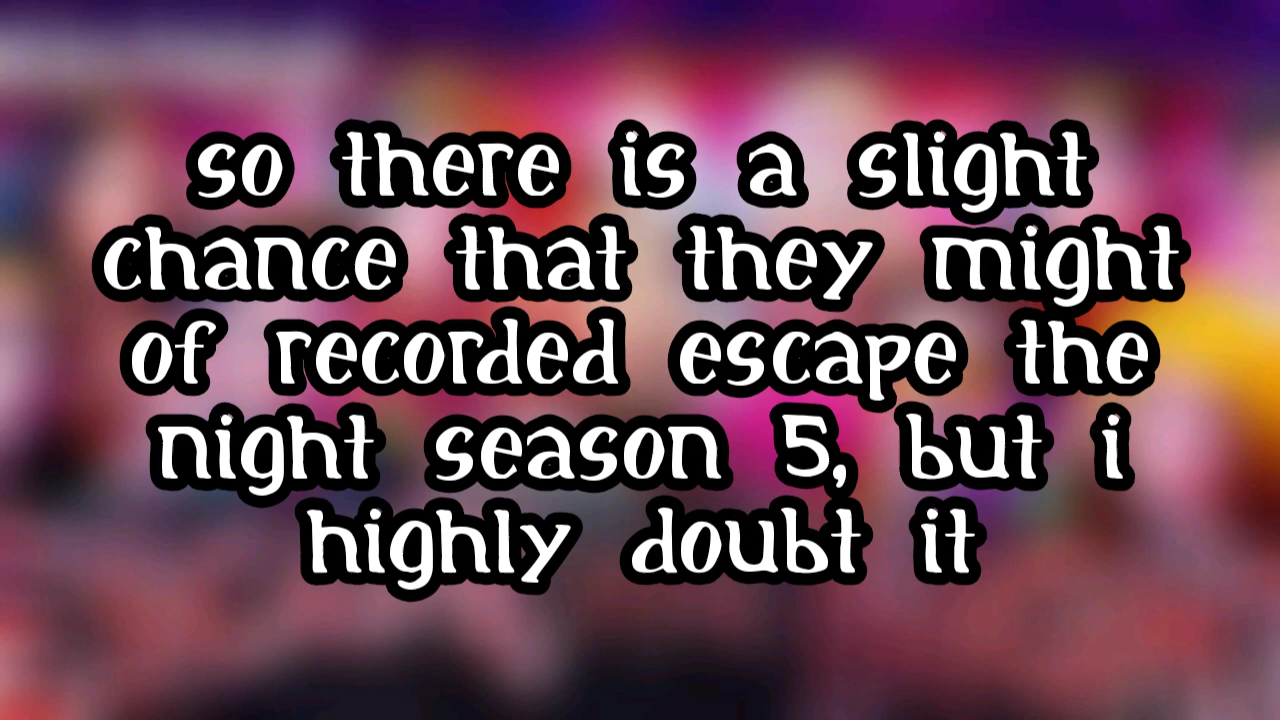 so there is a slight
chance that they might
of recorded escape the
night season 5, but i
highly doubt it